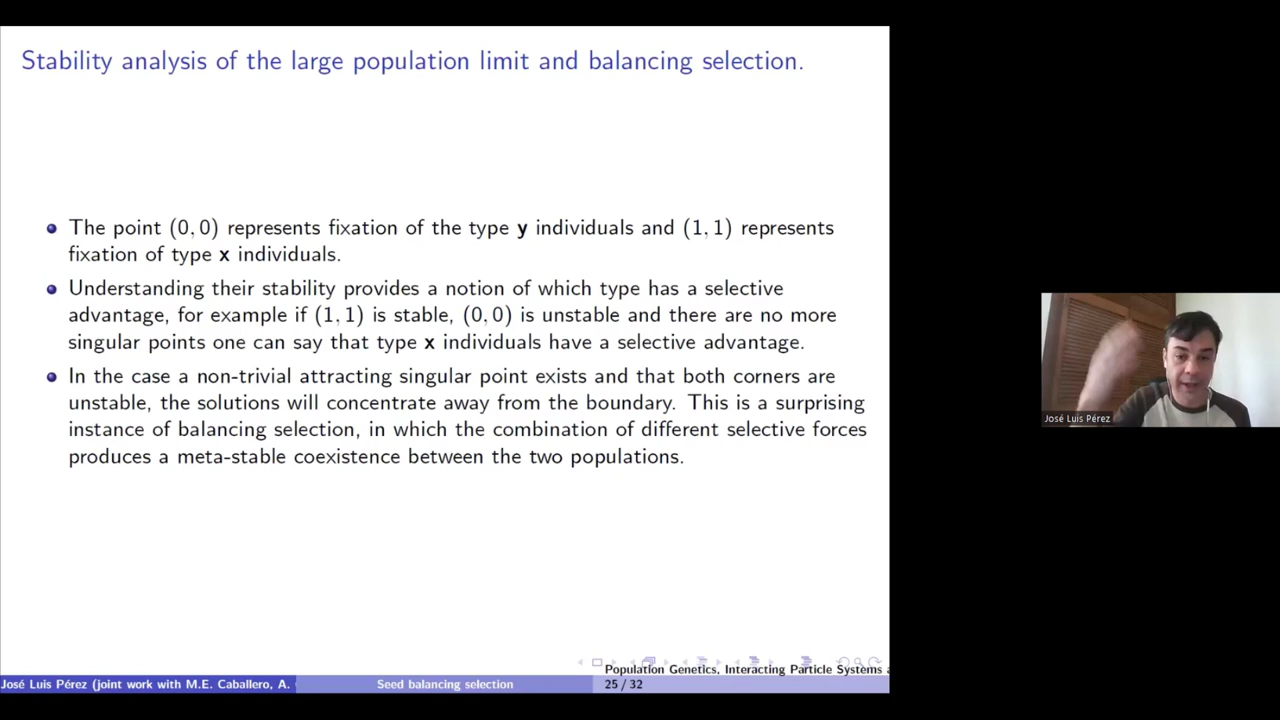 Stability analysis of the large population limit and balancing selection.
The point (0, 0) represents fixation of the type y individuals and (1, 1) represents
fixation of type x individuals.
Understanding their stability provides a notion of which type has a selective
advantage, for example if (1, 1) is stable, (0, 0) is unstable and there are no more
singular points one can say that type x individuals have a selective advantage.
In the case a non-trivial attracting singular point exists and that both corners are
unstable, the solutions will concentrate away from the boundary. This is a surprising
instance of balancing selection, in which the combination of different selective forces
produces a meta-stable coexistence between the two populations.
José Luis Pérez
Population Genetics, Interacting Particle Systems a
José Luis Pérez (joint work with M.E. Caballero, A.
Seed balancing selection
25 / 32